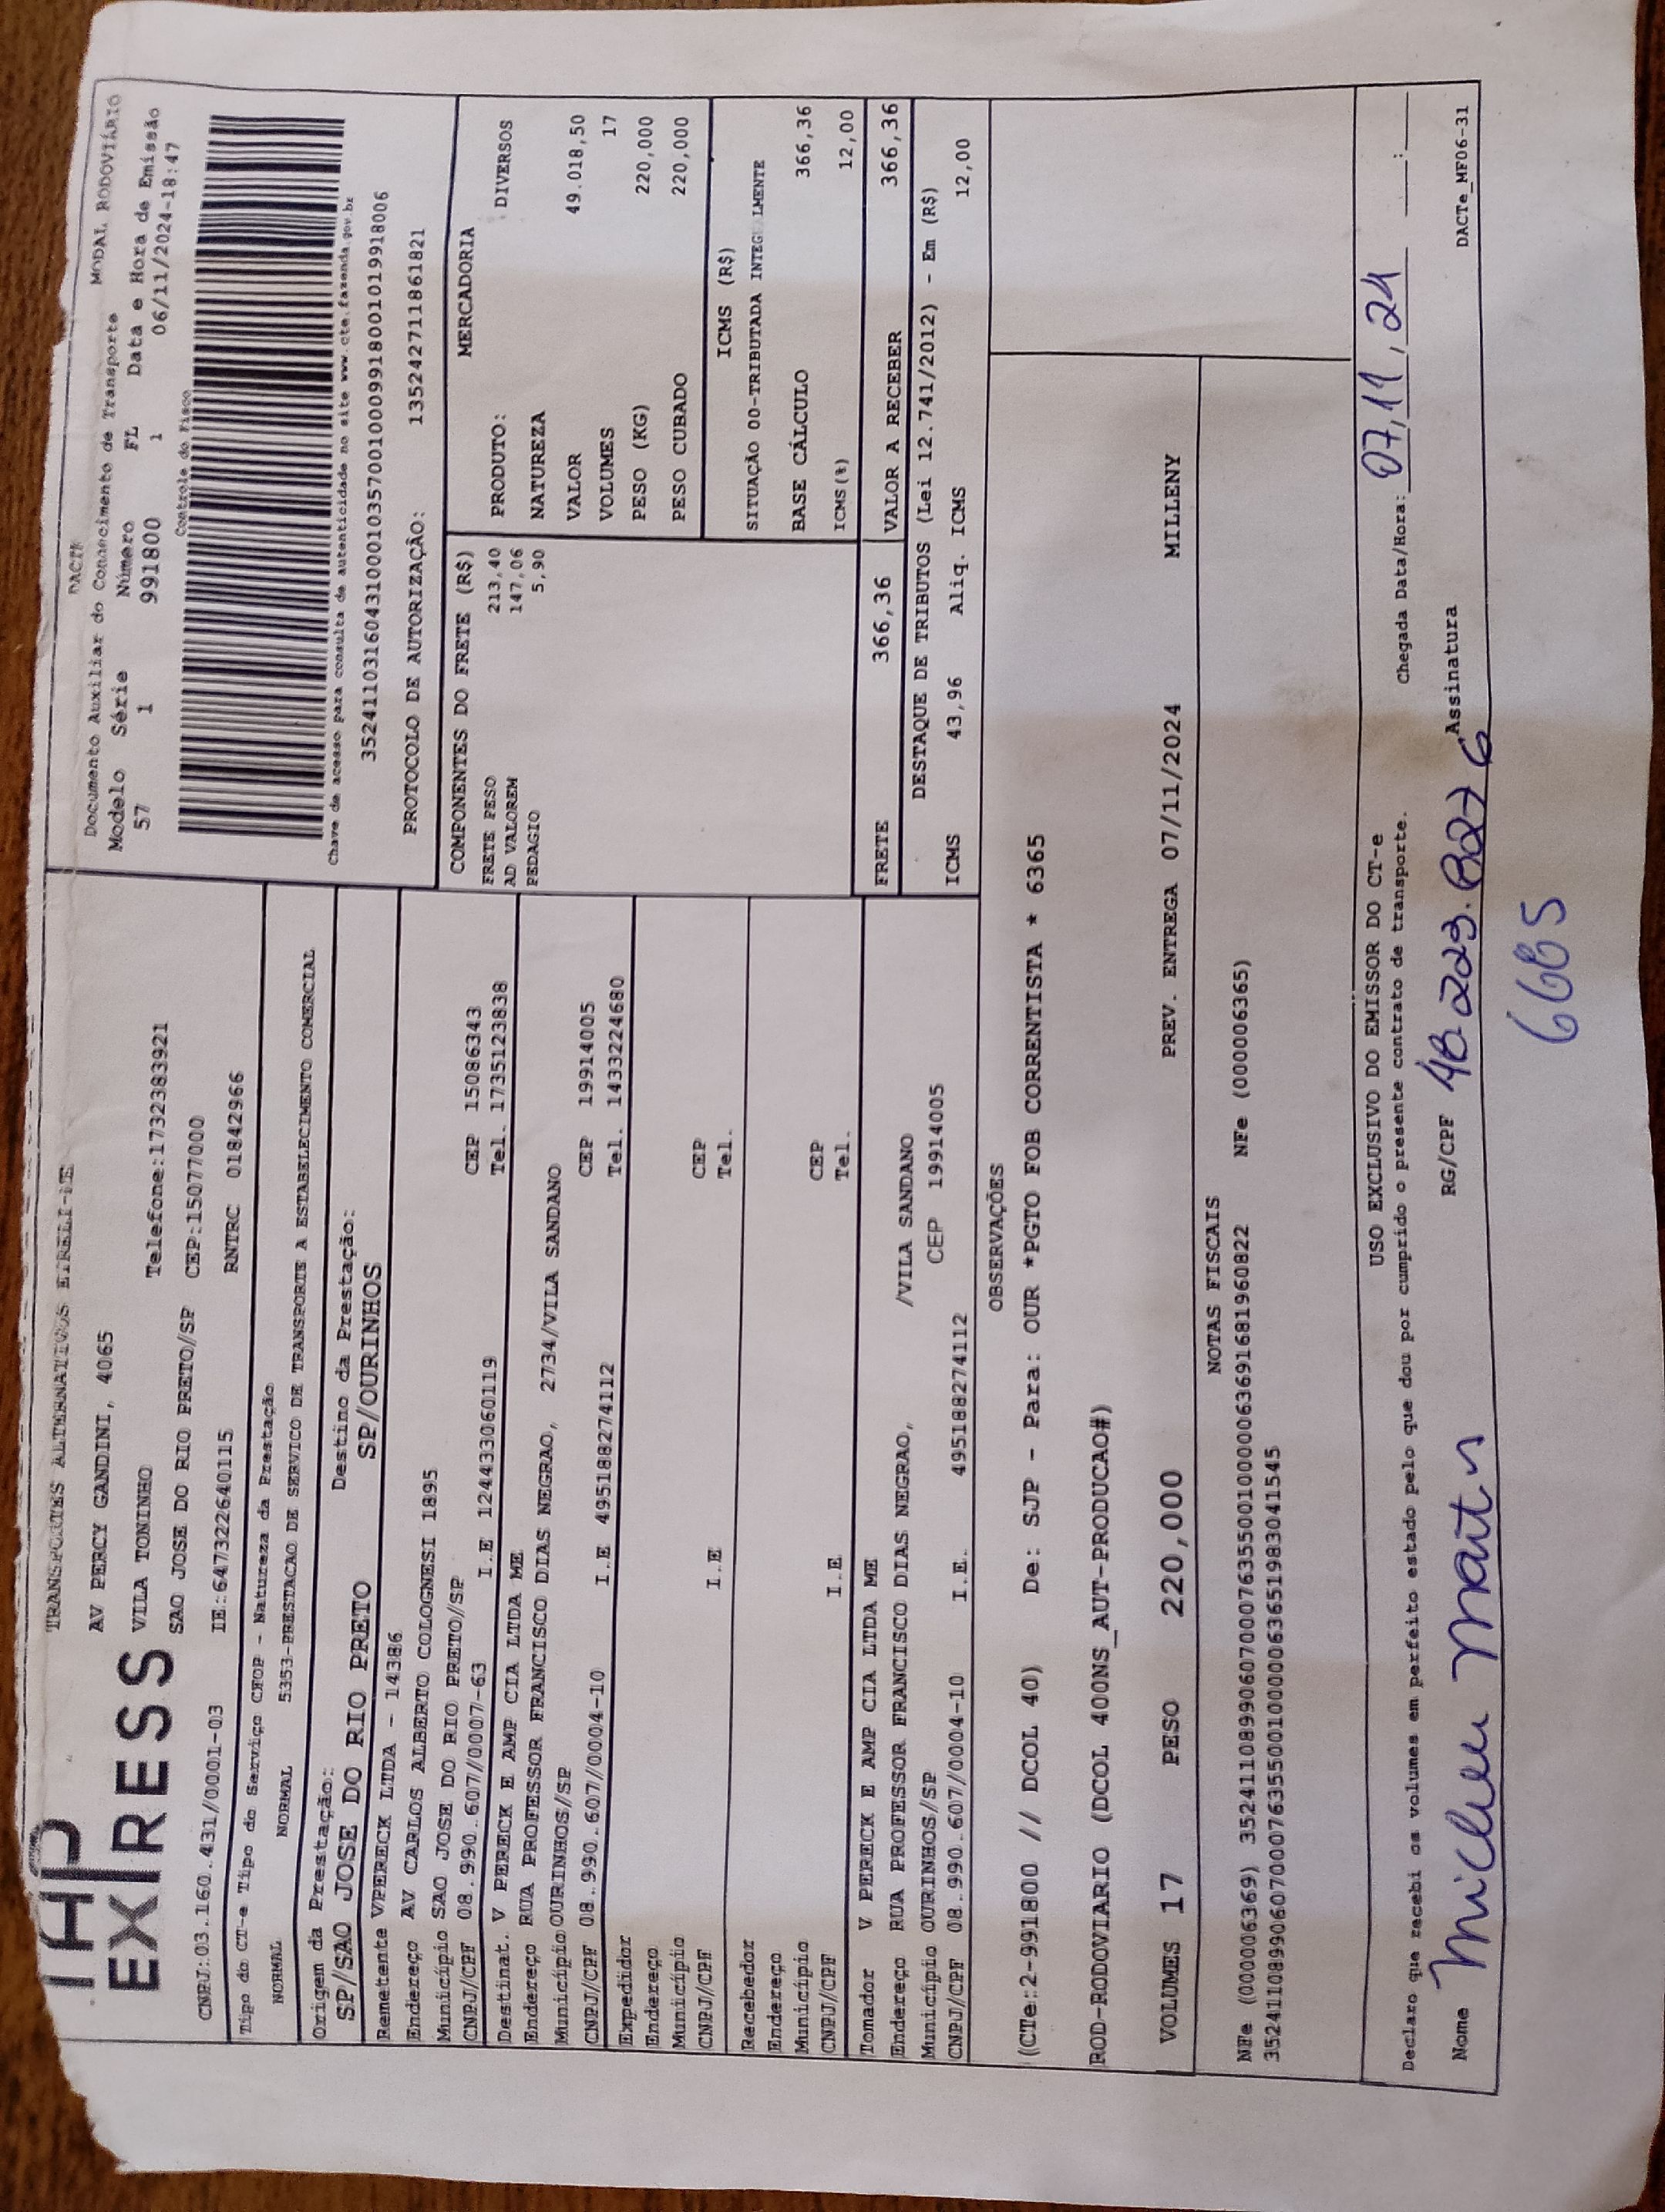 TAP
EXPRESS
TRANSPORTES ALTERNATIVOS EIRELI
AV PERCY GANDINI, 4065
VILA TONINHO Telefone:1732383921
SAO JOSE DO RIO PRETO/SP CEP:15077000
CNPJ:03.160.431/0001-03 IE:647322640115 RNTRC 01842966
DACTE
Documento Auxiliar do Conhecimento de Transporte MODAL RODOVIÁRIO
Modelo Série Número FL Data e Hora de Emissão
57 1 991800 1 06/11/2024-18:47
Controle do Fisco
Chave de acesso para consulta de autenticidade no site www.cte.fazenda.gov.br
35241103160431000103570010009918001019918006
PROTOCOLO DE AUTORIZAÇÃO: 135242711861821
Tipo do CT-e Tipo do Serviço CFOP - Natureza da Prestação
NORMAL NORMAL 5353-PRESTACAO DE SERVICO DE TRANSPORTE A ESTABELECIMENTO COMERCIAL
Origem da Prestação: Destino da Prestação:
SP/SAO JOSE DO RIO PRETO SP/OURINHOS
Remetente VPERECK LTDA - 14386
Endereço AV CARLOS ALBERTO COLOGNESI 1895
Município SAO JOSE DO RIO PRETO/SP CEP 15086343
CNPJ/CPF 08.990.607/0007-63 I.E 124433060119 Tel. 173512383​8
Destinat. V PERECK E AMP CIA LTDA ME
Endereço RUA PROFESSOR FRANCISCO DIAS NEGRAO, 2734/VILA SANDANO
Município OURINHOS/SP CEP 19914005
CNPJ/CPF 08.990.607/0004-10 I.E 495188274112 Tel. 1433224680
Expedidor
Endereço
Município CEP
CNPJ/CPF I.E Tel.
Recebedor
Endereço
Município CEP
CNPJ/CPF I.E Tel.
Tomador V PERECK E AMP CIA LTDA ME
Endereço RUA PROFESSOR FRANCISCO DIAS NEGRAO, /VILA SANDANO
Município OURINHOS/SP CEP 19914005
CNPJ/CPF 08.990.607/0004-10 I.E. 495188274112
COMPONENTES DO FRETE (R$)
FRETE PESO 213,40
AD VALOREM 147,06
PEDAGIO 5,90
MERCADORIA
PRODUTO: DIVERSOS
NATUREZA
VALOR 49.018,50
VOLUMES 17
PESO (KG) 220,000
PESO CUBADO 220,000
ICMS (R$)
SITUAÇÃO 00-TRIBUTADA INTEG LMENTE
BASE CÁLCULO 366,36
ICMS(%) 12,00
FRETE 366,36 VALOR A RECEBER 366,36
DESTAQUE DE TRIBUTOS (Lei 12.741/2012) - Em (R$)
ICMS 43,96 Aliq. ICMS 12,00
OBSERVAÇÕES
(CTe:2-991800 // DCOL 40) De: SJP - Para: OUR *PGTO FOB CORRENTISTA * 6365
ROD-RODOVIARIO (DCOL 400NS_AUT-PRODUCAO#)
VOLUMES 17 PESO 220,000 PREV. ENTREGA 07/11/2024 MILLENY
NOTAS FISCAIS
NFe (000006369) 35241108990607000763550010000063691681960822 NFe (000006365)
35241108990607000763550010000063651983041545
USO EXCLUSIVO DO EMISSOR DO CT-e
Declaro que recebi os volumes em perfeito estado pelo que dou por cumprido o presente contrato de transporte. Chegada Data/Hora: 07/11/24 :
Nome RG/CPF Assinatura
DACTe_MF06-31